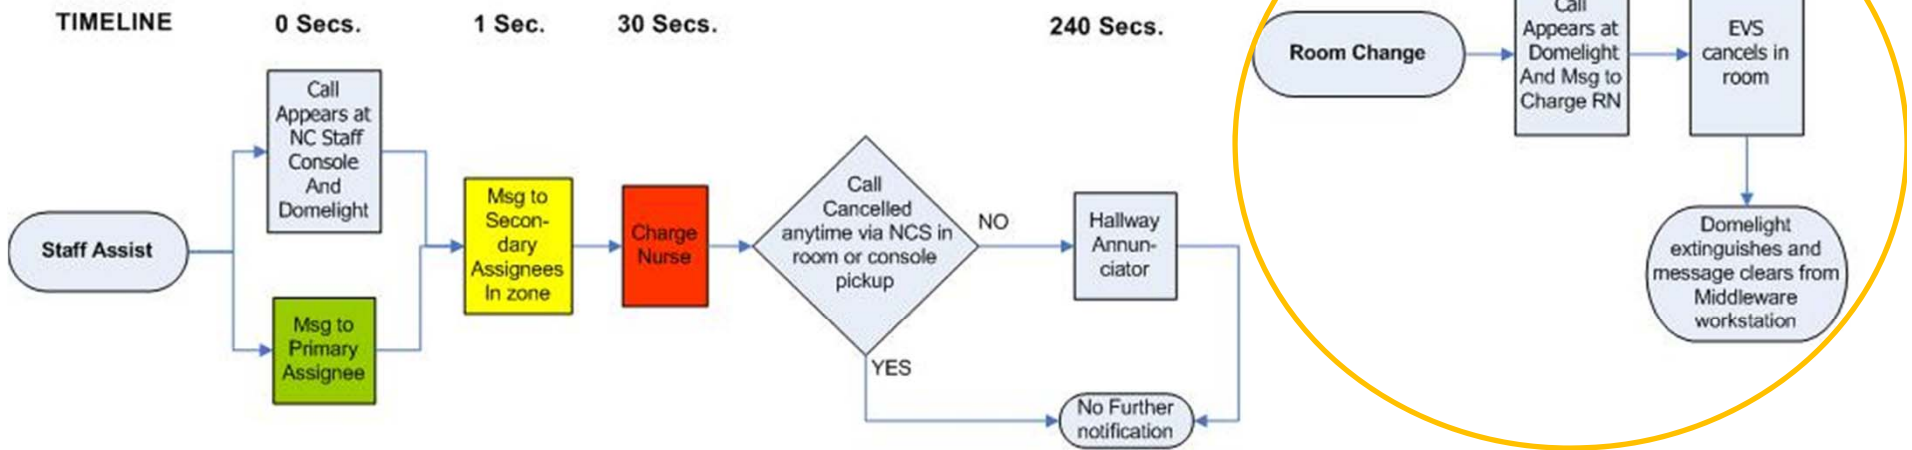 TIMELINE
0 Secs.
1 Sec.
30 Secs.
240 Secs.
Staff Assist
Call
Appears at
NC Staff
Console
And
Domelight
Msg to
Primary
Assignee
Msg to
Secon-
dary
Assignees
In zone
Charge
Nurse
Call
Cancelled
anytime via NCS in
room or console
pickup
NO
YES
Hallway
Annun-
ciator
No Further
notification
Room Change
Call
Appears at
Domelight
And Msg to
Charge RN
EVS
cancels in
room
Domelight
extinguishes and
message clears from
Middleware
workstation